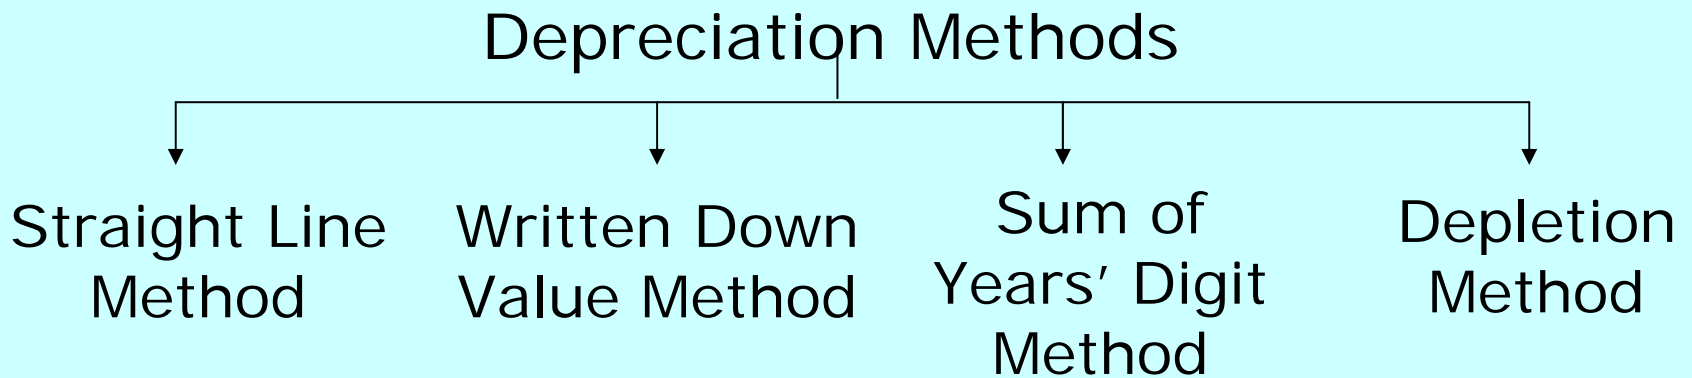 Depreciation Methods
Straight Line
Method
Written Down
Value Method
Sum of
Years’ Digit
Method
Depletion
Method